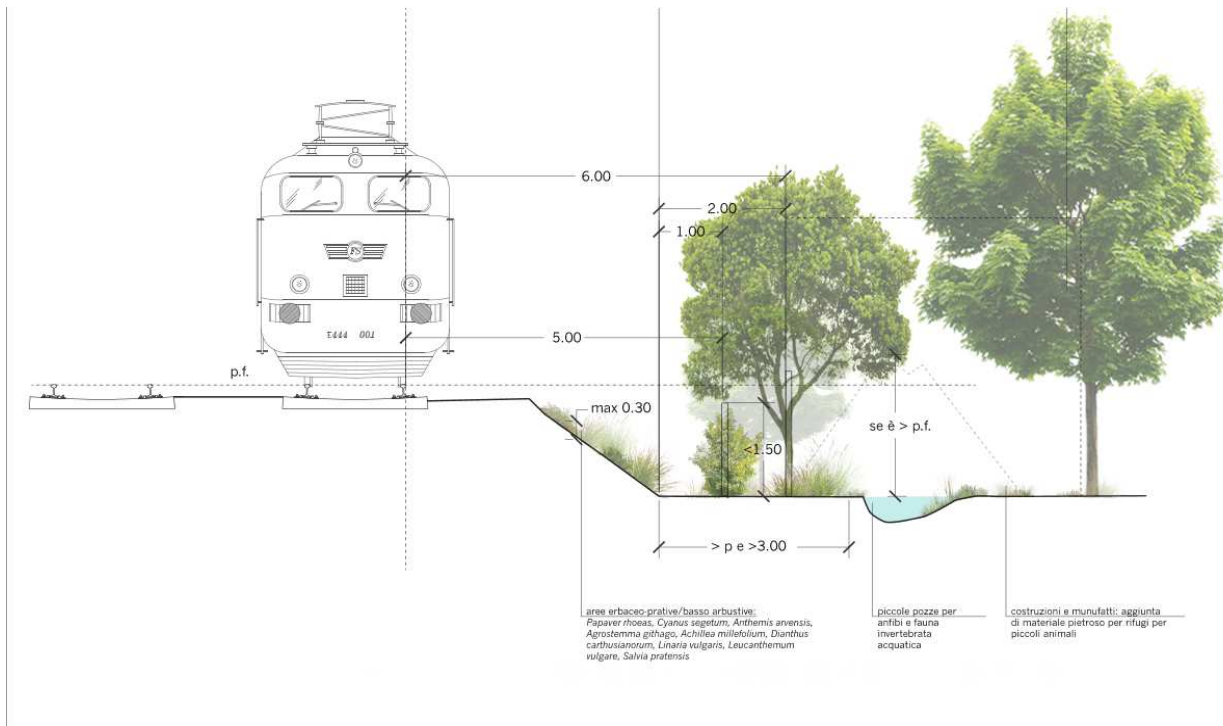 6.00
2.00
1.00
FS
E444 001
5.00
p.f.
max 0.30
<1.50
se è > p.f.
> p e >3.00
aree erbaceo-prative/basso arbustive:
Papaver rhoeas, Cyanus segetum, Anthemis arvensis,
Agrostemma githago, Achillea millefolium, Dianthus
carthusianorum, Linaria vulgaris, Leucanthemum
vulgare, Salvia pratensis
piccole pozze per
anfibi e fauna
invertebrata
acquatica
costruzioni e munufatti: aggiunta
di materiale pietroso per rifugi per
piccoli animali